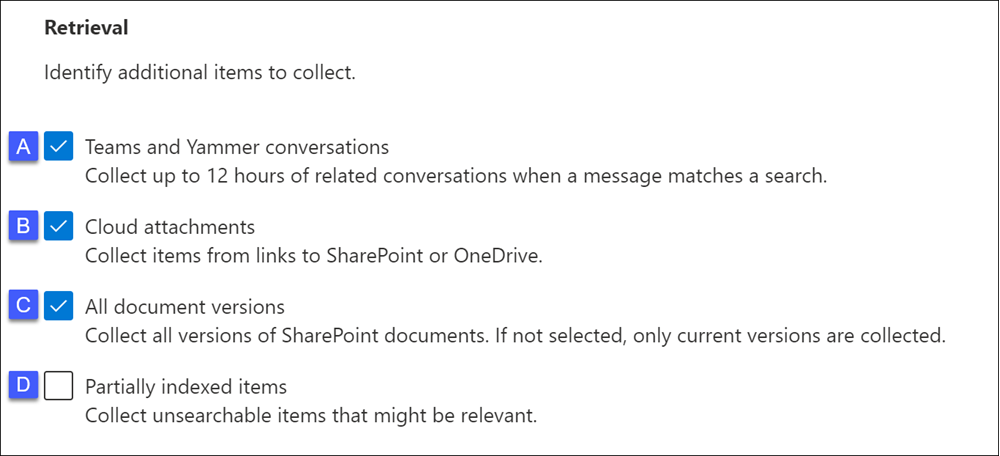 Retrieval
Identify additional items to collect.
A Teams and Yammer conversations
Collect up to 12 hours of related conversations when a message matches a search.
B Cloud attachments
Collect items from links to SharePoint or OneDrive.
C All document versions
Collect all versions of SharePoint documents. If not selected, only current versions are collected.
D Partially indexed items
Collect unsearchable items that might be relevant.